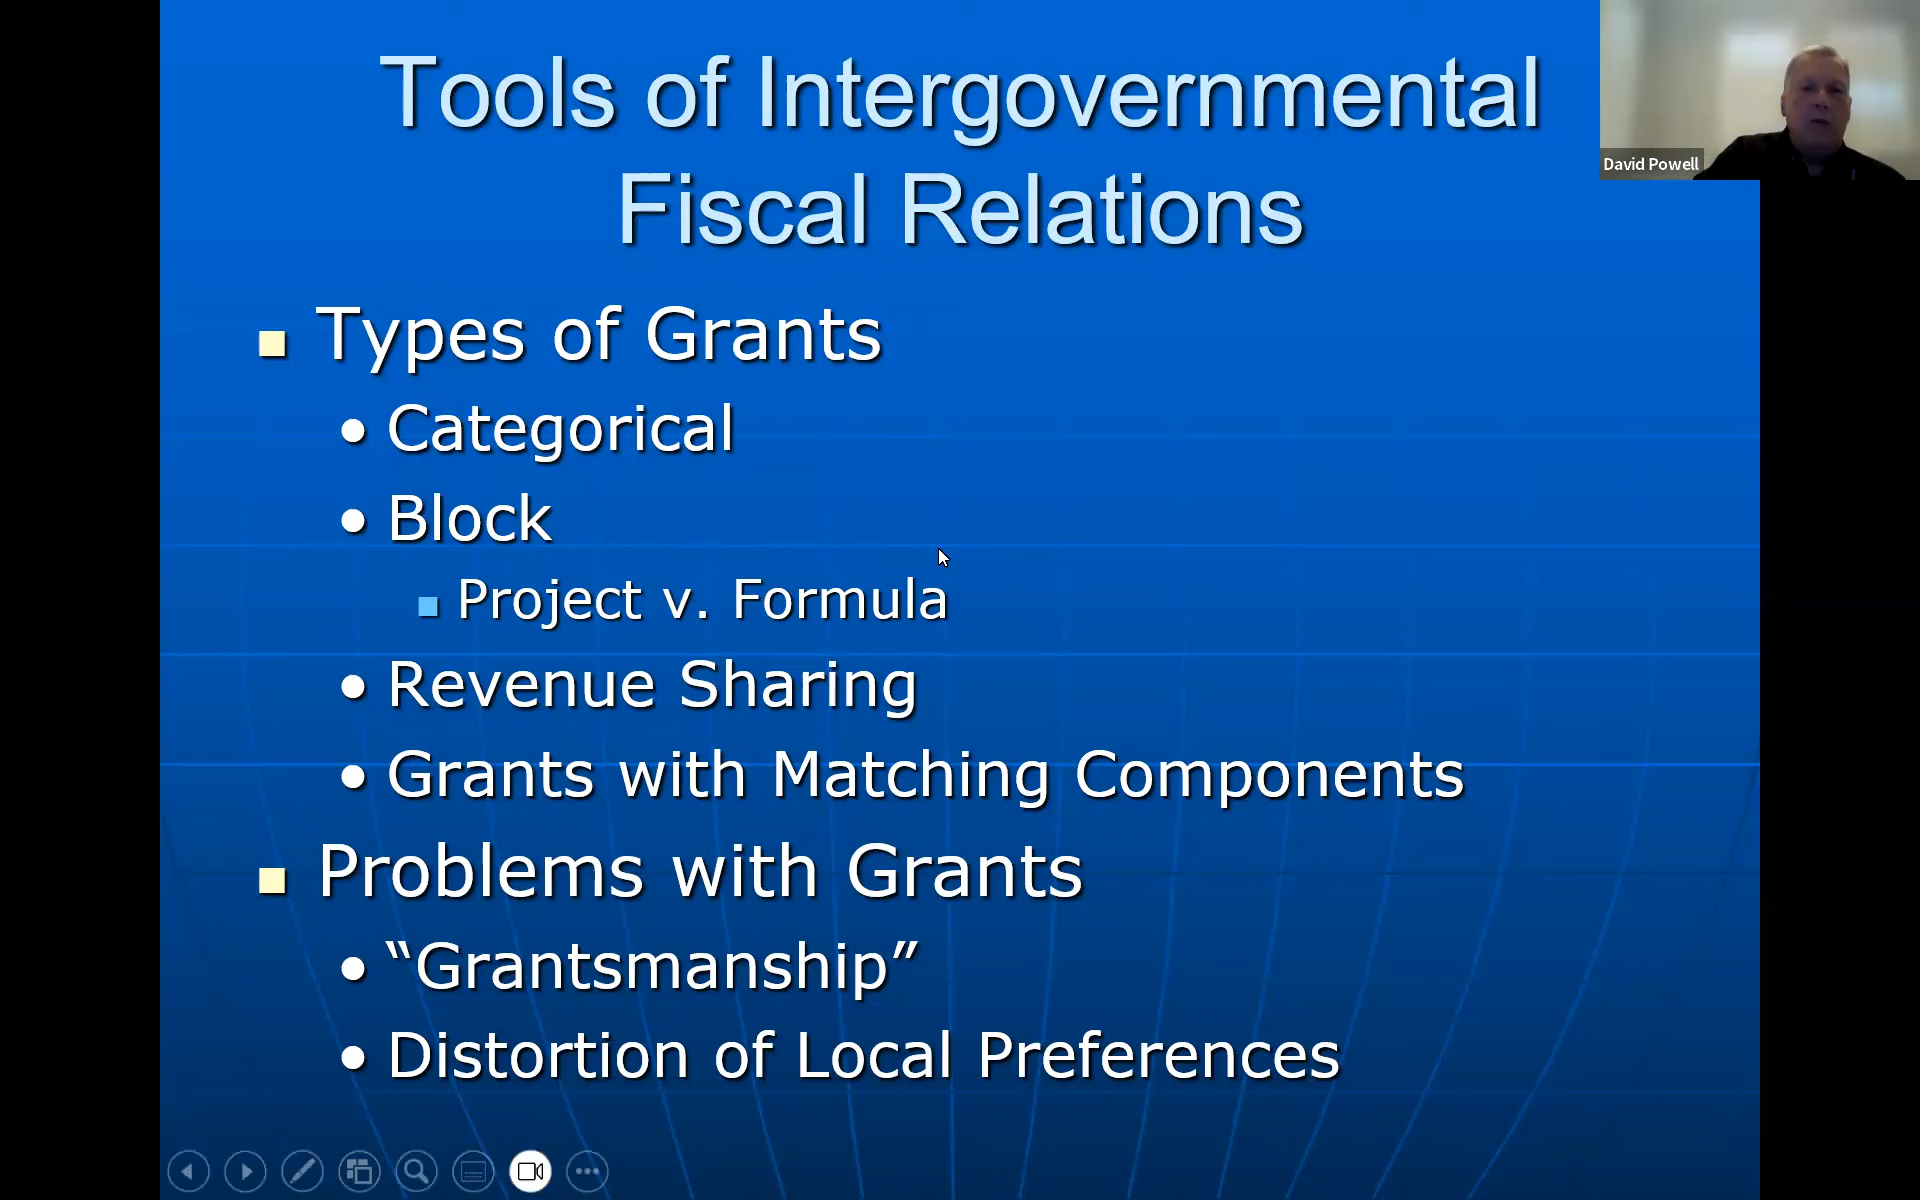 Tools of Intergovernmental
Fiscal Relations
David Powell
Types of Grants
Categorical
Block
Project v. Formula
Revenue Sharing
Grants with Matching Components
Problems with Grants
“Grantsmanship”
Distortion of Local Preferences